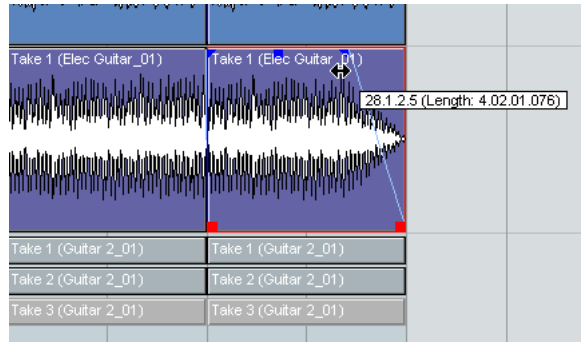 Take 1 (Elec Guitar_01) Take 1 (Elec Guitar_01)
28.1.2.5 (Length: 4.02.01.076)
Take 1 (Guitar 2_01) Take 1 (Guitar 2_01)
Take 2 (Guitar 2_01) Take 2 (Guitar 2_01)
Take 3 (Guitar 2_01) Take 3 (Guitar 2_01)